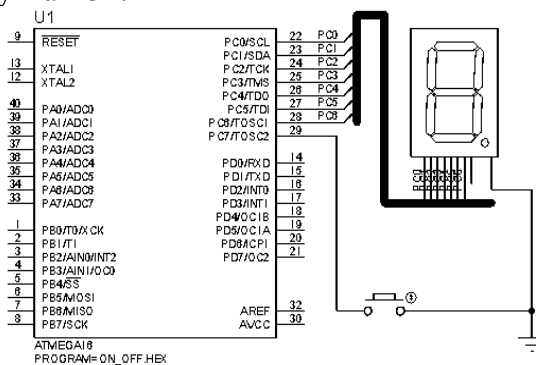 U1
9 RESET
13 XTAL1
12 XTAL2
40 PA0/ADC0
39 PA1/ADC1
38 PA2/ADC2
37 PA3/ADC3
36 PA4/ADC4
35 PA5/ADC5
34 PA6/ADC6
33 PA7/ADC7
1 PB0/T0/XCK
2 PB1/T1
3 PB2/AIN0/INT2
4 PB3/AIN1/OC0
5 PB4/SS
6 PB5/MOSI
7 PB6/MISO
8 PB7/SCK
PC0/SCL 22 PC0
PC1/SDA 23 PC1
PC2/TCK 24 PC2
PC3/TMS 25 PC3
PC4/TDO 26 PC4
PC5/TDI 27 PC5
PC6/TOSC1 28 PC6
PC7/TOSC2 29
PD0/RXD 14
PD1/TXD 15
PD2/INT0 16
PD3/INT1 17
PD4/OC1B 18
PD5/OC1A 19
PD6/ICP1 20
PD7/OC2 21
AREF 32
AVCC 30
ATMEGA16
PROGRAM=ON_OFF.HEX